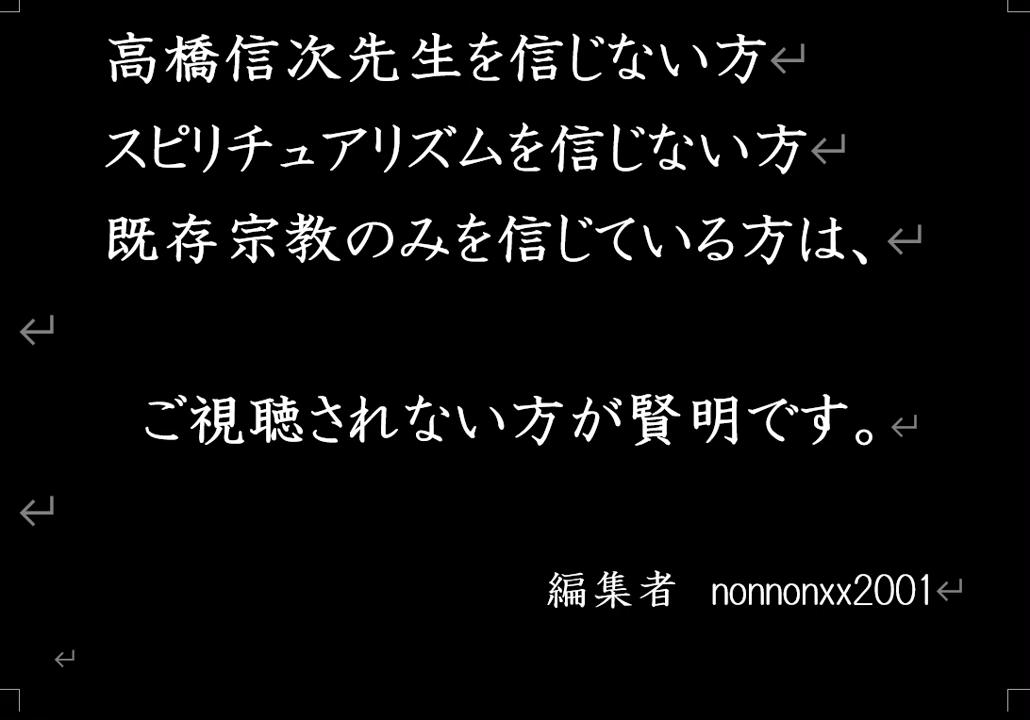 高橋信次先生を信じない方
スピリチュアリズムを信じない方
既存宗教のみを信じている方は、
ご視聴されない方が賢明です。
編集者 nonnonxx2001